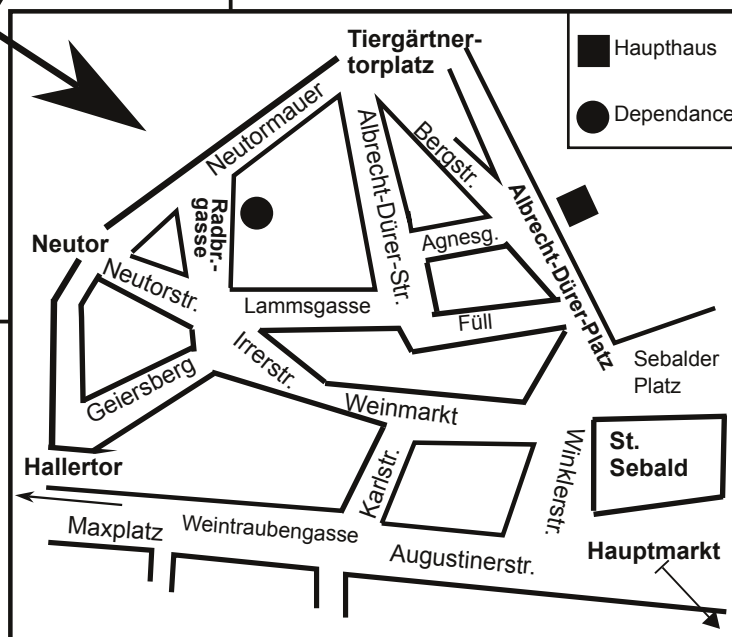 Tiergärtner-
torplatz
Haupthaus
Dependance
Neutormauer
Albrecht-Dürer-Str.
Bergstr.
Albrecht-Dürer-Platz
Radbr.-
gasse
Neutor
Agnesg.
Neutorstr.
Lammsgasse
Füll
Irrerstr.
Sebalder
Platz
Geiersberg
Weinmarkt
St.
Sebald
Winklerstr.
Hallertor
Karlstr.
Maxplatz
Weintraubengasse
Augustinerstr.
Hauptmarkt